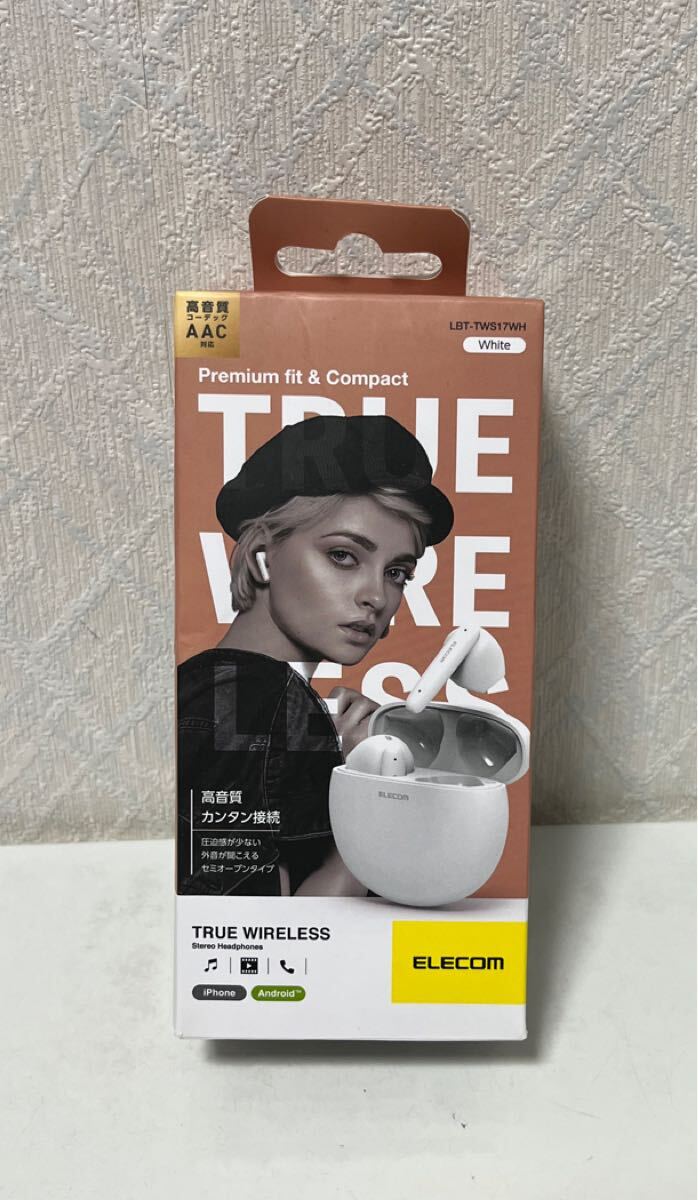 高音質
コーデック
AAC
対応
LBT-TWS17WH
White
Premium fit & Compact
TRUE
WIRE
LESS
ELECOM
ELECOM
高音質
カンタン接続
圧迫感が少ない
外音が聞こえる
セミオープンタイプ
TRUE WIRELESS
Stereo Headphones
iPhone
Android™
ELECOM